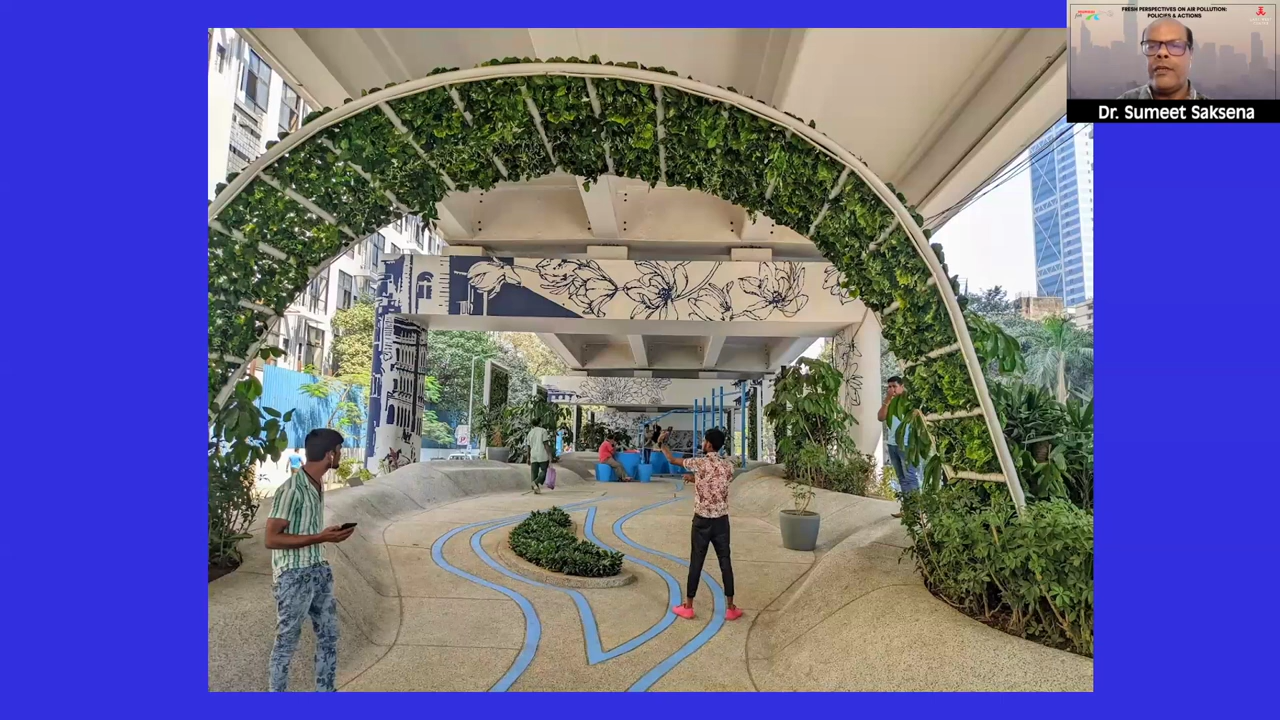 FRESH PERSPECTIVES ON AIR POLLUTION:
POLICIES & ACTIONS
Dr. Sumeet Saksena